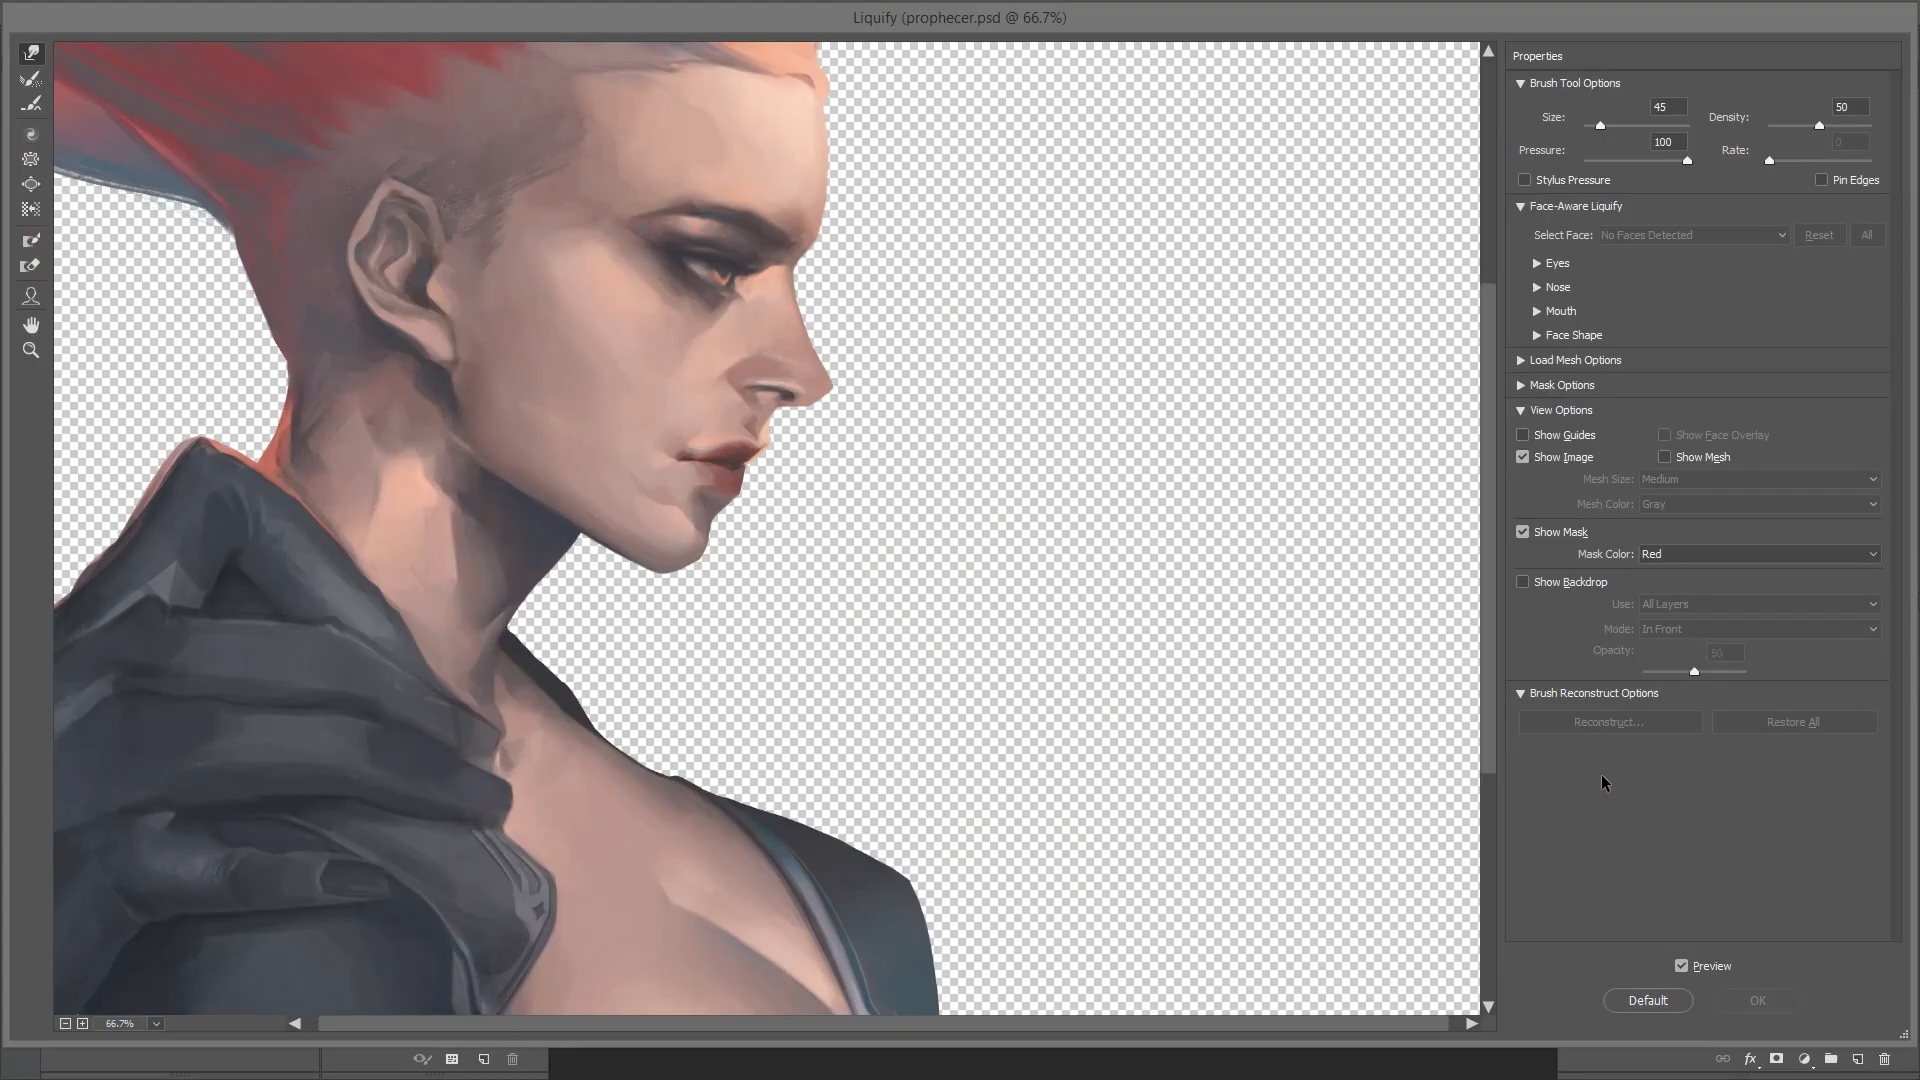 Liquify (prophecer.psd @ 66.7%)
Properties
Brush Tool Options
Size: 45 Density: 50
Pressure: 100 Rate: 0
Stylus Pressure Pin Edges
Face-Aware Liquify
Select Face: No Faces Detected Reset All
Eyes
Nose
Mouth
Face Shape
Load Mesh Options
Mask Options
View Options
Show Guides Show Face Overlay
Show Image Show Mesh
Mesh Size: Medium
Mesh Color: Gray
Show Mask
Mask Color: Red
Show Backdrop
Use: All Layers
Mode: In Front
Opacity: 50
Brush Reconstruct Options
Reconstruct... Restore All
Preview
Default OK
66.7%
fx